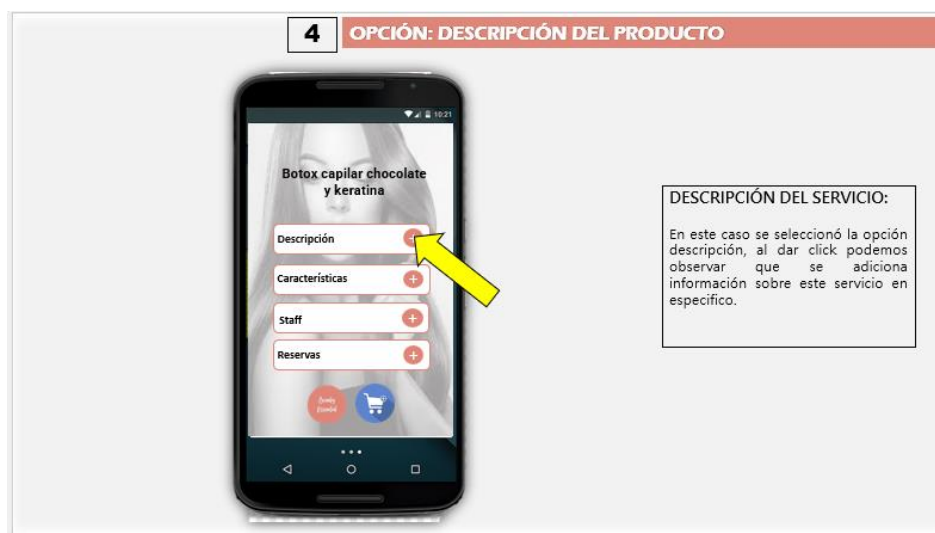 4
OPCIÓN: DESCRIPCIÓN DEL PRODUCTO
10:21
Botox capilar chocolate
y keratina
Descripción
Características
Staff
Reservas
DESCRIPCIÓN DEL SERVICIO:
En este caso se seleccionó la opción
descripción, al dar click podemos
observar que se adiciona
información sobre este servicio en
especifico.